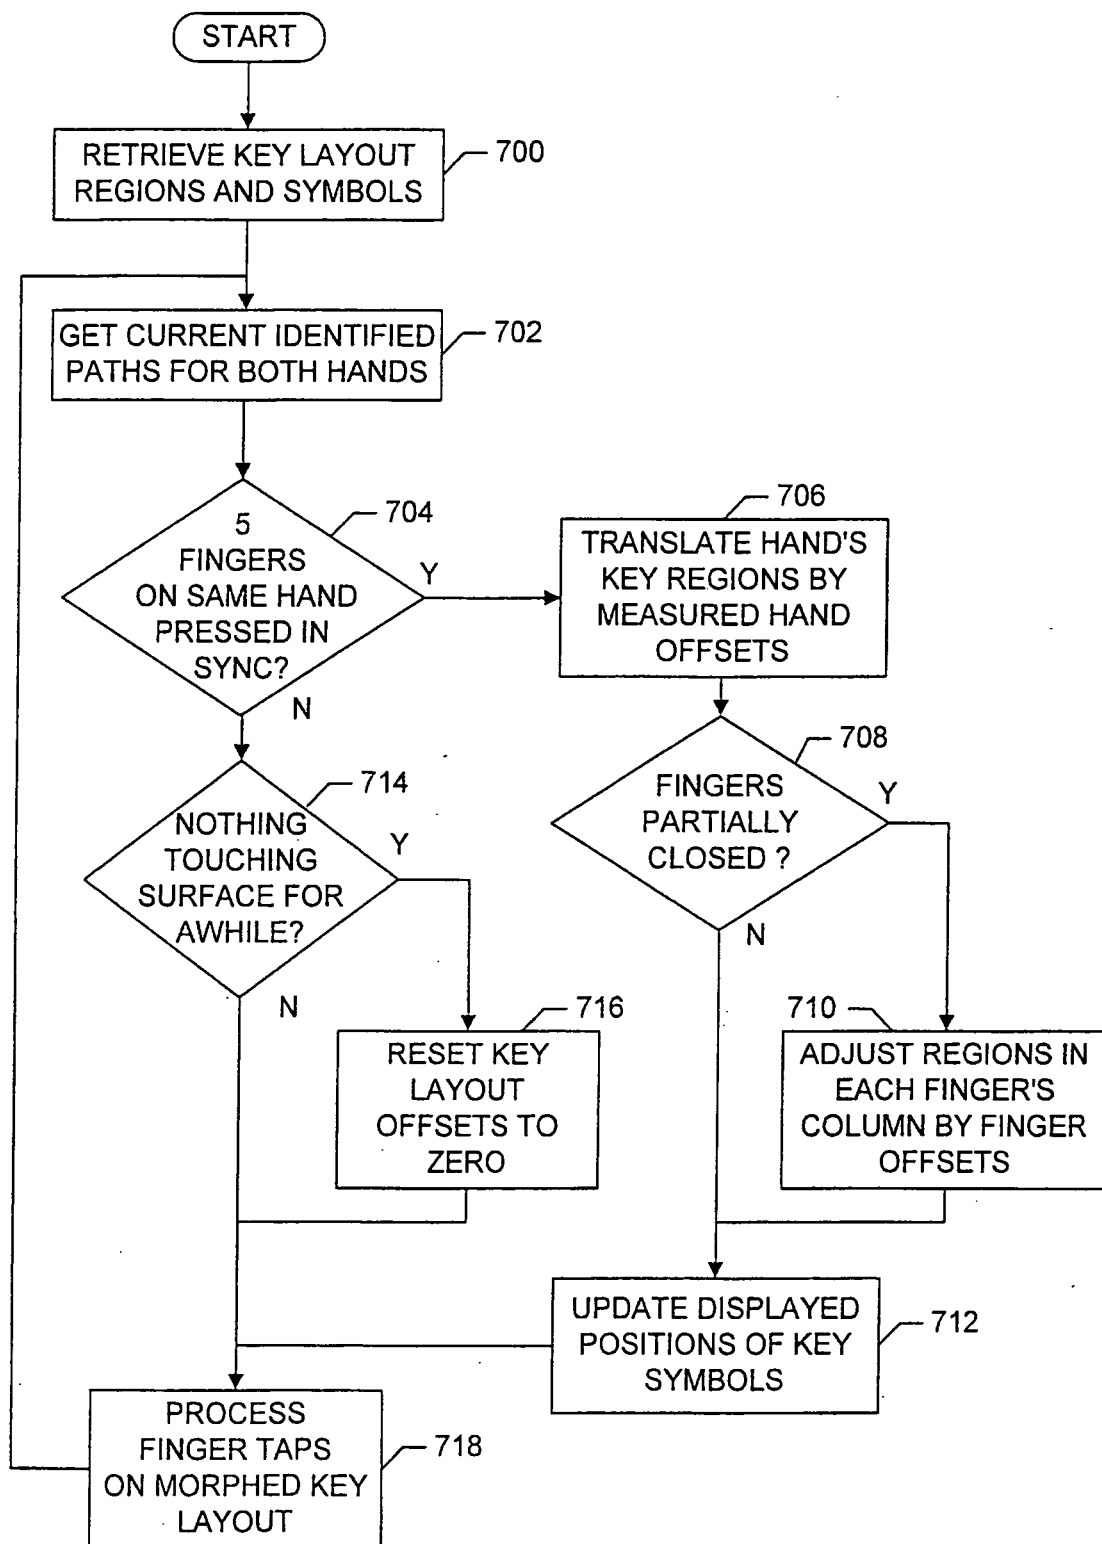 START
RETRIEVE KEY LAYOUT
REGIONS AND SYMBOLS
700
GET CURRENT IDENTIFIED
PATHS FOR BOTH HANDS
702
5
FINGERS
ON SAME HAND
PRESSED IN
SYNC?
704
Y
N
706
TRANSLATE HAND'S
KEY REGIONS BY
MEASURED HAND
OFFSETS
708
FINGERS
PARTIALLY
CLOSED ?
Y
N
714
NOTHING
TOUCHING
SURFACE FOR
AWHILE?
Y
N
716
RESET KEY
LAYOUT
OFFSETS TO
ZERO
710
ADJUST REGIONS IN
EACH FINGER'S
COLUMN BY FINGER
OFFSETS
UPDATE DISPLAYED
POSITIONS OF KEY
SYMBOLS
712
PROCESS
FINGER TAPS
ON MORPHED KEY
LAYOUT
718